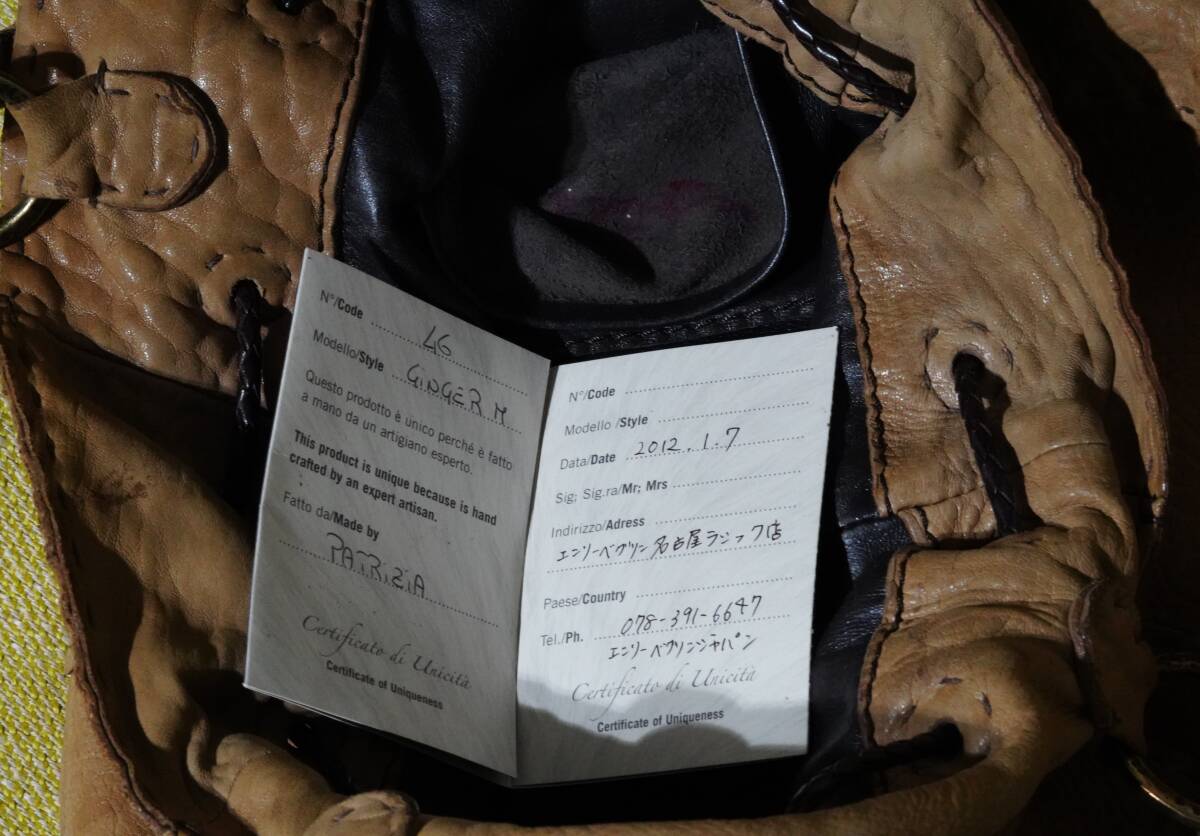 N°/Code 46
Modello/Style GINGER M
Questo prodotto è unico perché è fatto
a mano da un artigiano esperto.
This product is unique because is hand
crafted by an expert artisan.
Fatto da/Made by
PATRIZIA
Certificato di Unicità
Certificate of Uniqueness
N°/Code
Modello /Style
Data/Date 2012.1.7
Sig; Sig.ra/Mr; Mrs
Indirizzo/Adress
エンリーベグリン名古屋ラシック店
Paese/Country
Tel./Ph. 078-391-6647
エンリーベグリンジャパン
Certificato di Unicità
Certificate of Uniqueness